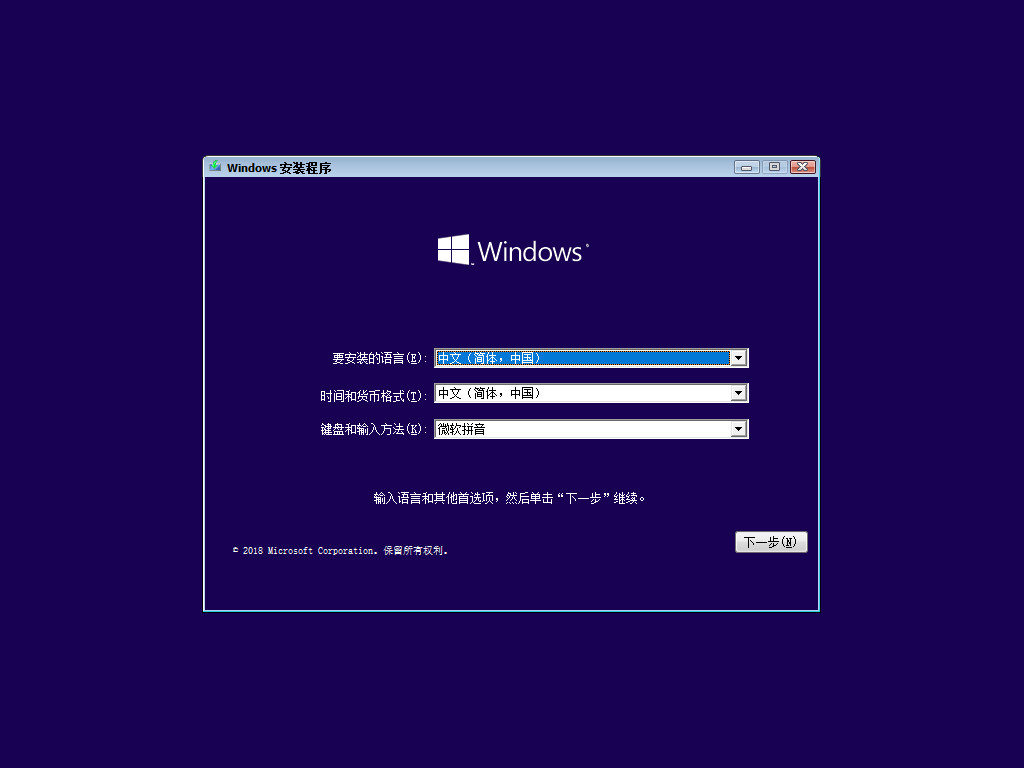 Windows 安装程序
Windows
要安装的语言(E): 中文（简体，中国）
时间和货币格式(T): 中文（简体，中国）
键盘和输入方法(K): 微软拼音
输入语言和其他首选项，然后单击“下一步”继续。
下一步(N)
© 2018 Microsoft Corporation。保留所有权利。